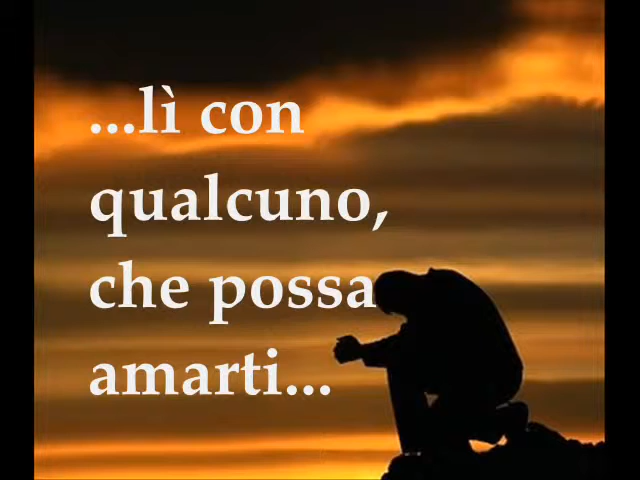 ...lì con
qualcuno,
che possa
amarti...